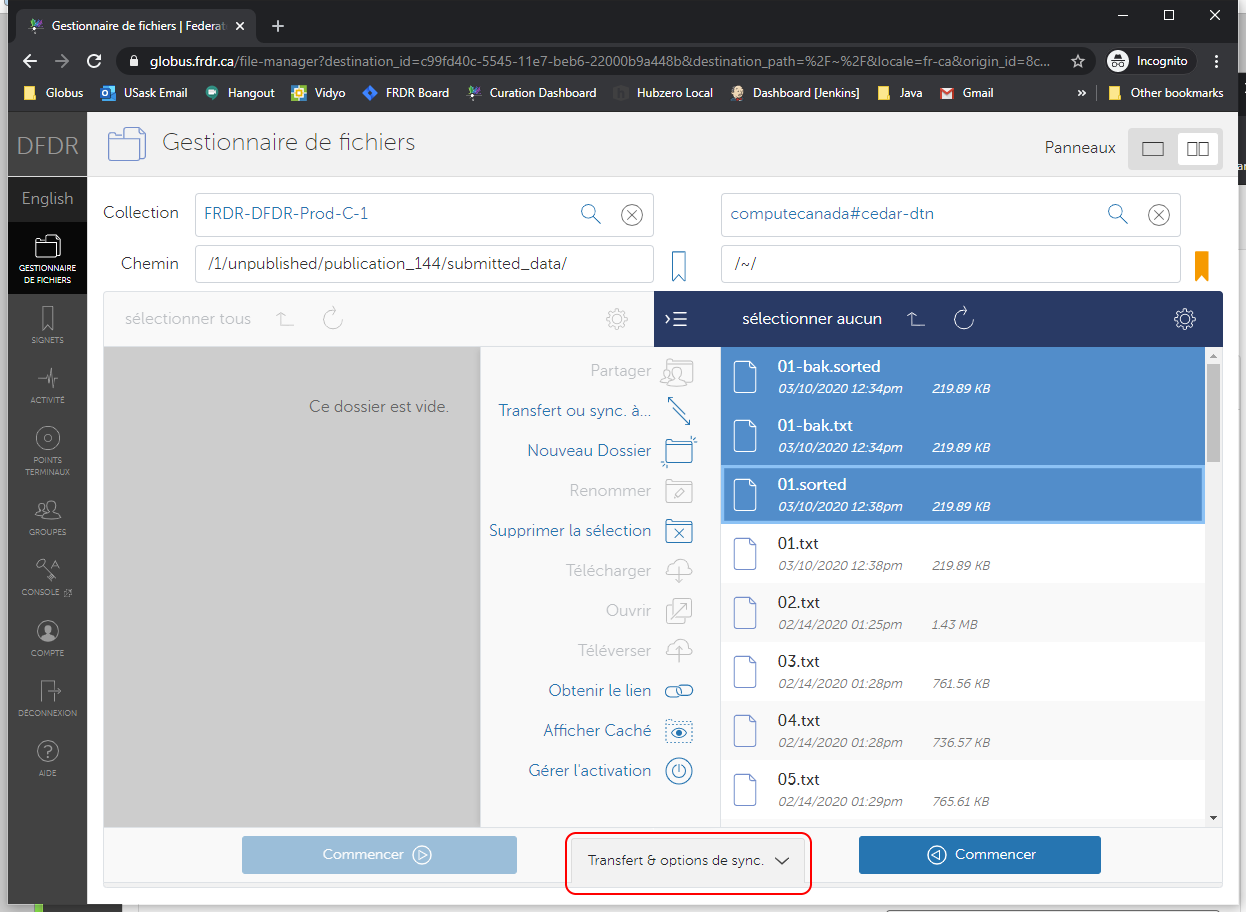 Gestionnaire de fichiers | Federat
globus.frdr.ca/file-manager?destination_id=c99fd40c-5545-11e7-beb6-22000b9a448b&destination_path=%2F~%2F&locale=fr-ca&origin_id=8c...
Incognito
Globus
USask Email
Hangout
Vidyo
FRDR Board
Curation Dashboard
Hubzero Local
Dashboard [Jenkins]
Java
Gmail
»
Other bookmarks
DFDR
Gestionnaire de fichiers
Panneaux
English
GESTIONNAIRE
DE FICHIERS
SIGNETS
ACTIVITÉ
POINTS
TERMINAUX
GROUPES
CONSOLE
COMPTE
DÉCONNEXION
AIDE
Collection
FRDR-DFDR-Prod-C-1
computecanada#cedar-dtn
Chemin
/1/unpublished/publication_144/submitted_data/
/~/
sélectionner tous
sélectionner aucun
Ce dossier est vide.
Partager
Transfert ou sync. à...
Nouveau Dossier
Renommer
Supprimer la sélection
Télécharger
Ouvrir
Téléverser
Obtenir le lien
Afficher Caché
Gérer l'activation
01-bak.sorted
03/10/2020 12:34pm 219.89 KB
01-bak.txt
03/10/2020 12:34pm 219.89 KB
01.sorted
03/10/2020 12:38pm 219.89 KB
01.txt
03/10/2020 12:38pm 219.89 KB
02.txt
02/14/2020 01:25pm 1.43 MB
03.txt
02/14/2020 01:28pm 761.56 KB
04.txt
02/14/2020 01:28pm 736.57 KB
05.txt
02/14/2020 01:29pm 765.61 KB
Commencer
Transfert & options de sync.
Commencer